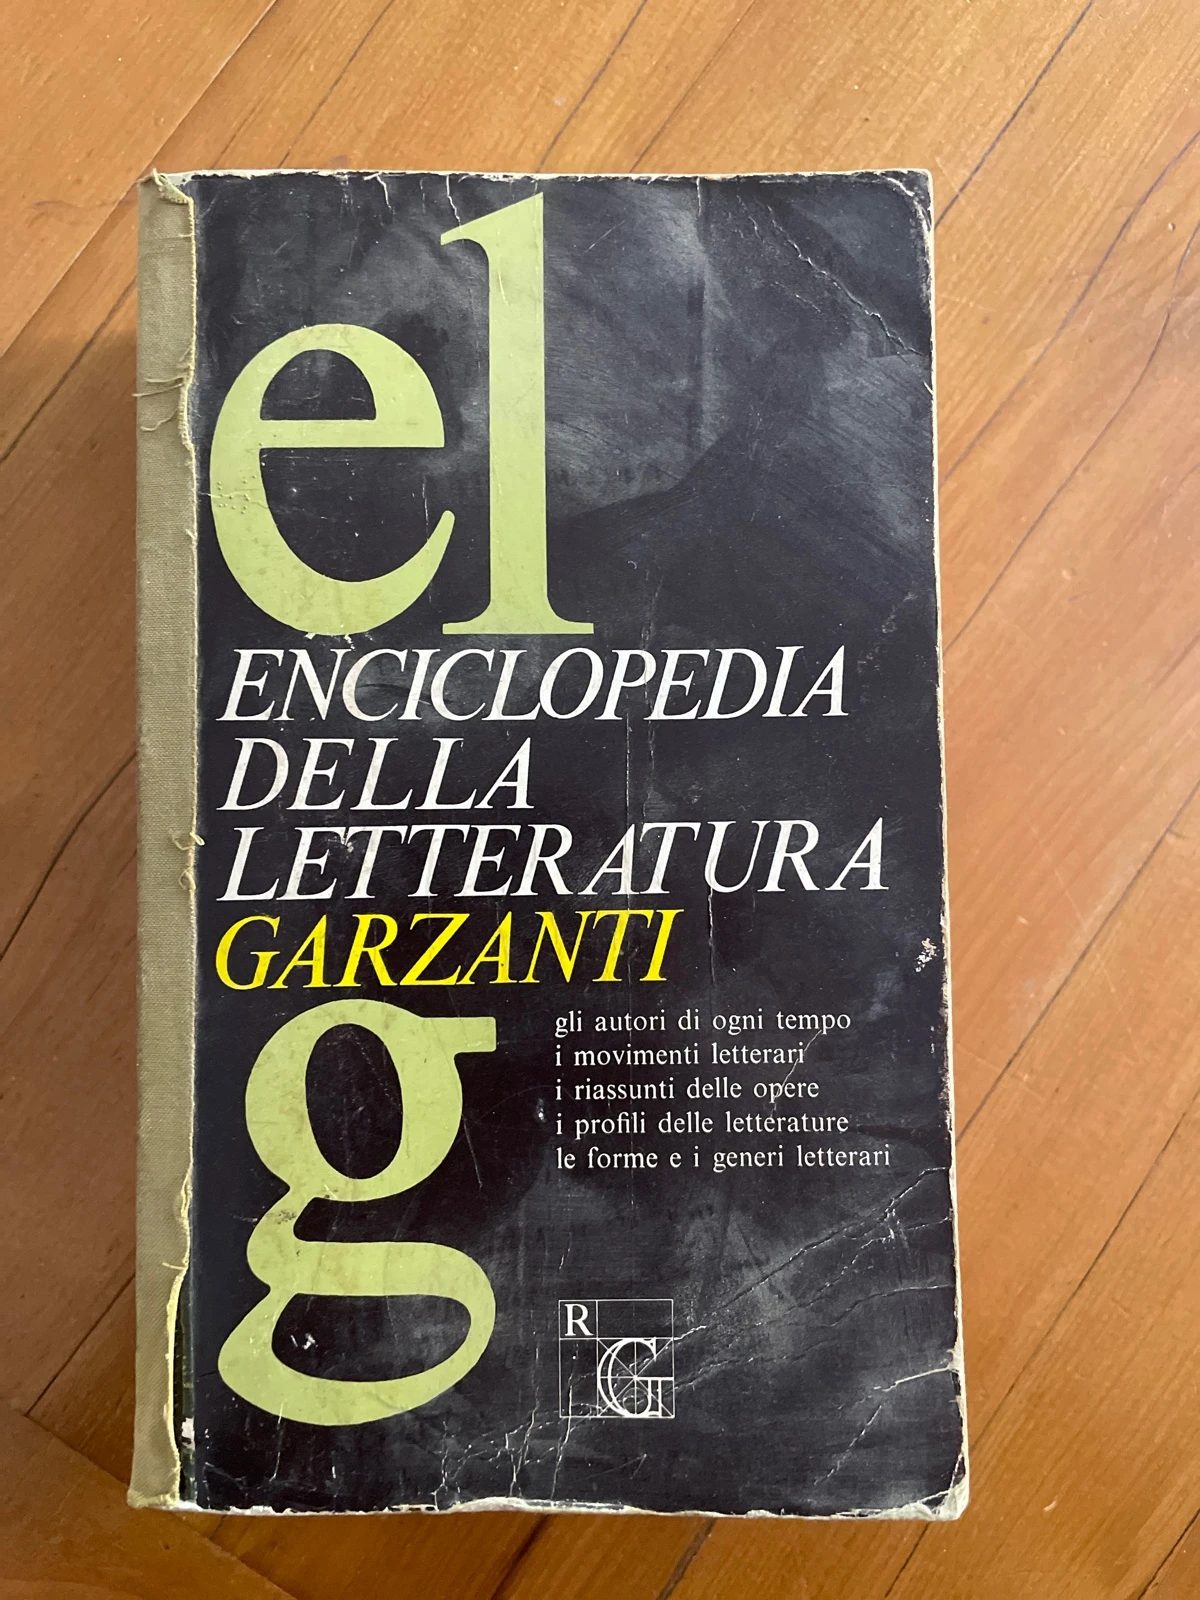 el
ENCICLOPEDIA
DELLA
LETTERATURA
GARZANTI
g
gli autori di ogni tempo
i movimenti letterari
i riassunti delle opere
i profili delle letterature
le forme e i generi letterari
R
G